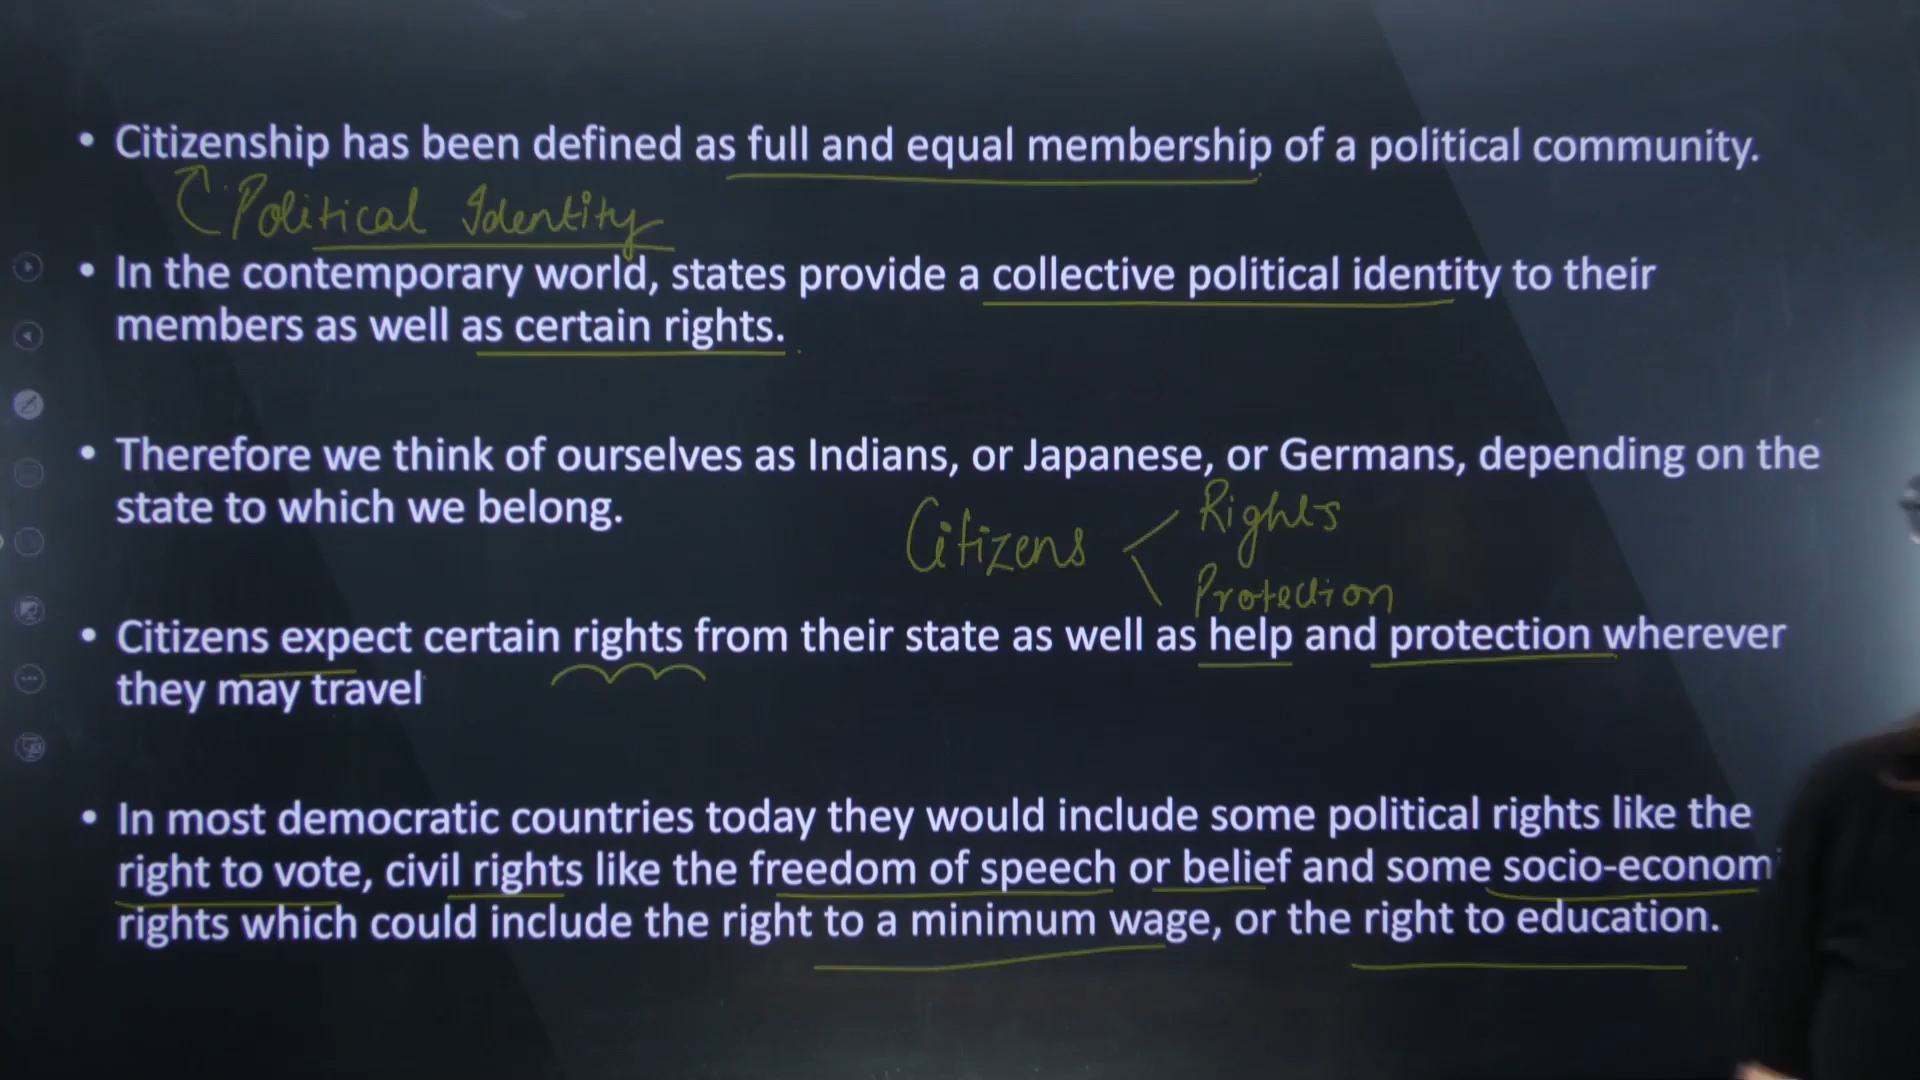 • Citizenship has been defined as full and equal membership of a political community.
Political Identity
• In the contemporary world, states provide a collective political identity to their
members as well as certain rights.
• Therefore we think of ourselves as Indians, or Japanese, or Germans, depending on the
state to which we belong.
Citizens
Rights
Protection
• Citizens expect certain rights from their state as well as help and protection wherever
they may travel
• In most democratic countries today they would include some political rights like the
right to vote, civil rights like the freedom of speech or belief and some socio-econom
rights which could include the right to a minimum wage, or the right to education.